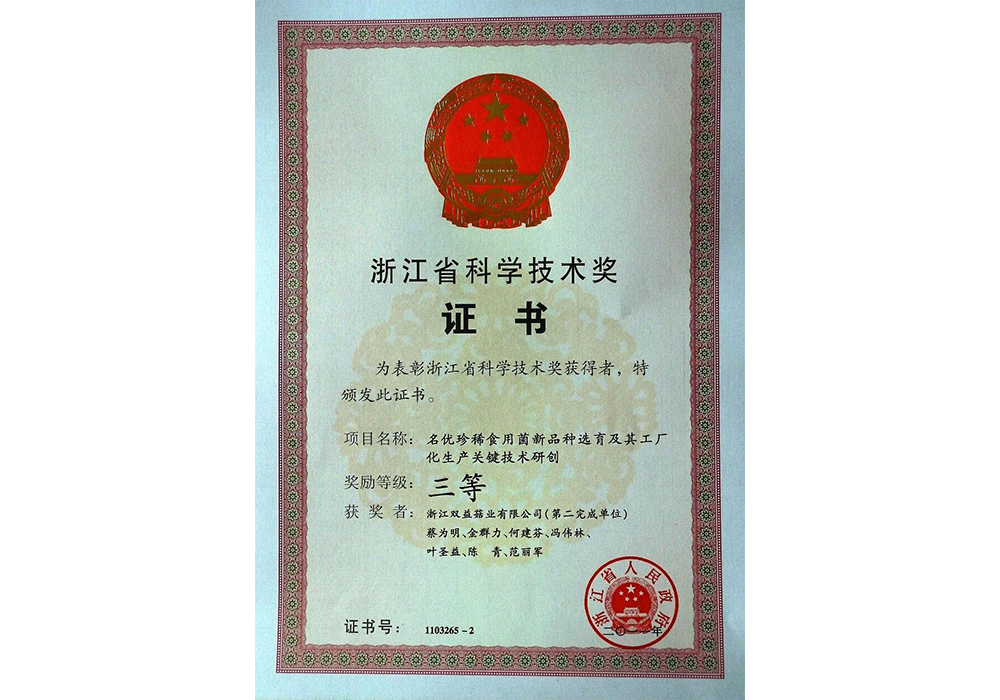 浙江省科学技术奖
证 书
为表彰浙江省科学技术奖获得者，特
颁发此证书。
项目名称： 名优珍稀食用菌新品种选育及其工厂
化生产关键技术研创
奖励等级： 三等
获 奖 者： 浙江双益菇业有限公司(第二完成单位)
蔡为明、金群力、何建芬、冯伟林、
叶圣益、陈 青、范丽军
浙江省人民政府
二〇一一年
证书号： 1103265-2